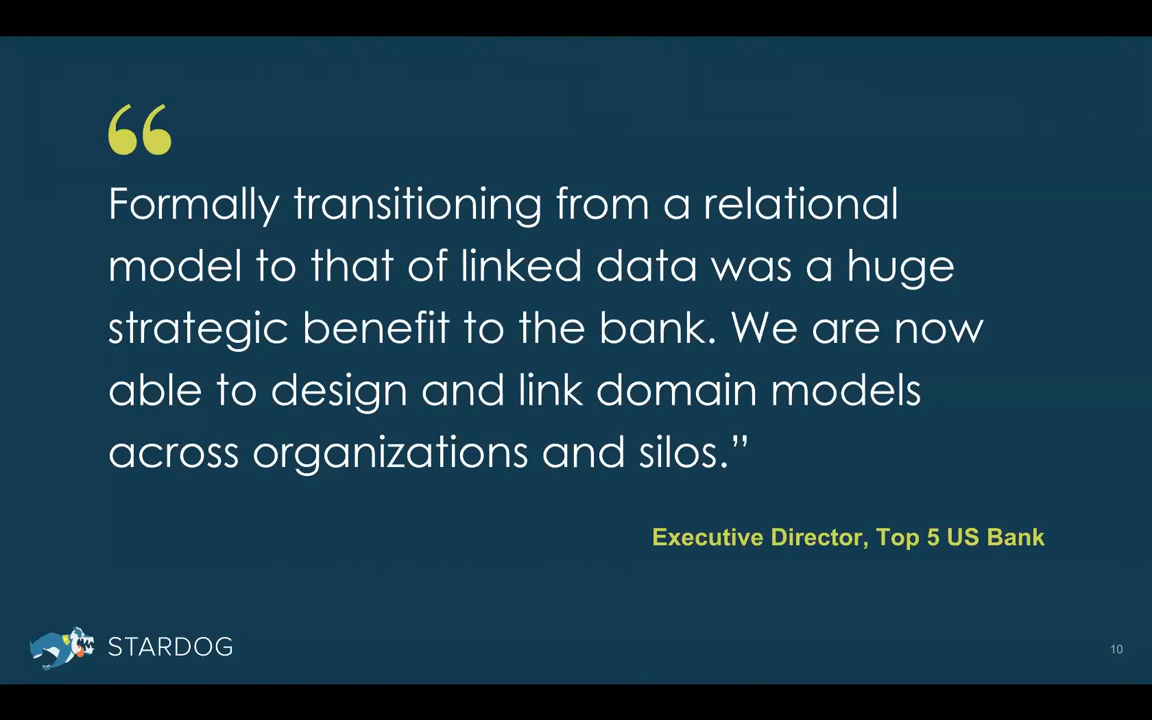 “
Formally transitioning from a relational
model to that of linked data was a huge
strategic benefit to the bank. We are now
able to design and link domain models
across organizations and silos.”
Executive Director, Top 5 US Bank
STARDOG
10